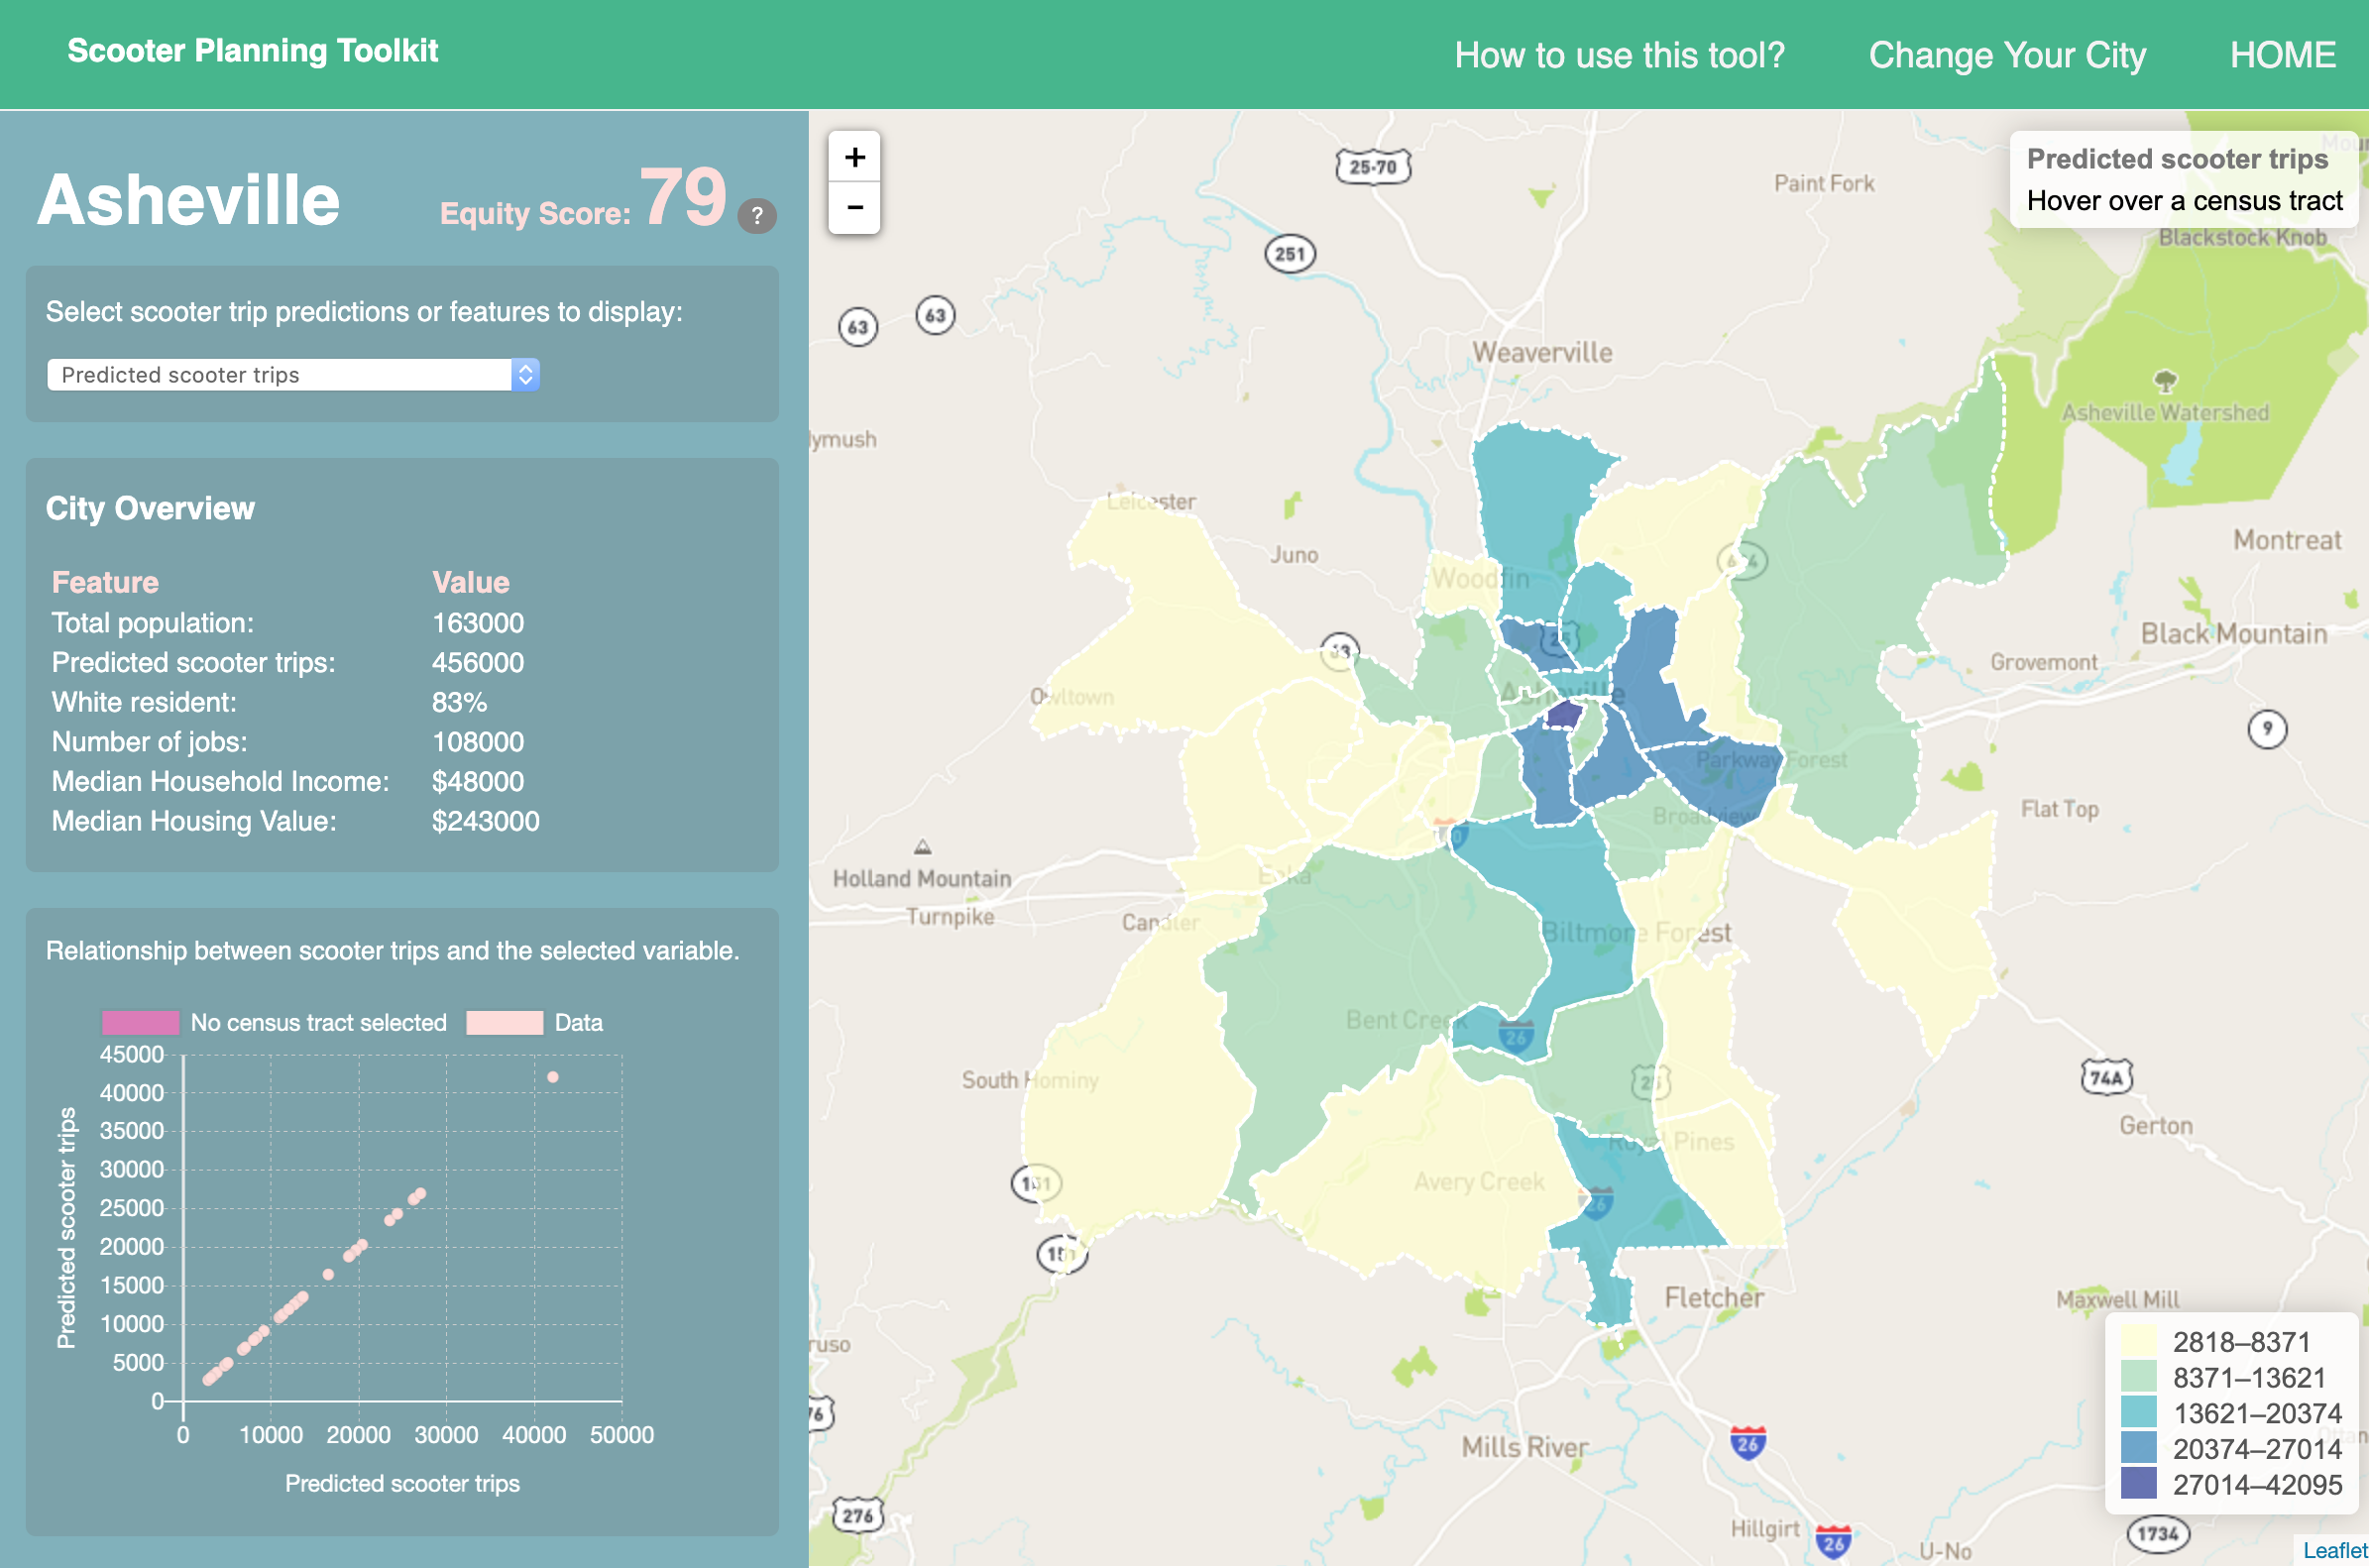 Scooter Planning Toolkit
How to use this tool?
Change Your City
HOME
Asheville
Equity Score: 79
?
Select scooter trip predictions or features to display:
Predicted scooter trips
City Overview
Feature Value
Total population: 163000
Predicted scooter trips: 456000
White resident: 83%
Number of jobs: 108000
Median Household Income: $48000
Median Housing Value: $243000
Relationship between scooter trips and the selected variable.
No census tract selected
Data
Predicted scooter trips
45000
40000
35000
30000
25000
20000
15000
10000
5000
0
0 10000 20000 30000 40000 50000
Predicted scooter trips
+
−
Predicted scooter trips
Hover over a census tract
25-70
Paint Fork
Blackstock Knob
251
63
63
Weaverville
Asheville Watershed
Leicester
Juno
Montreat
Woodfin
25
Black Mountain
Grovemont
Owltown
Asheville
9
Parkway Forest
Broadview
Flat Top
Holland Mountain
Enka
Turnpike
Candler
Biltmore Forest
Bent Creek
26
South Hominy
25
74A
Gerton
Royal Pines
Avery Creek
151
26
151
Fletcher
Maxwell Mill
Mills River
26
276
Hillgirt
26
U-No
1734
2818–8371
8371–13621
13621–20374
20374–27014
27014–42095
Leaflet